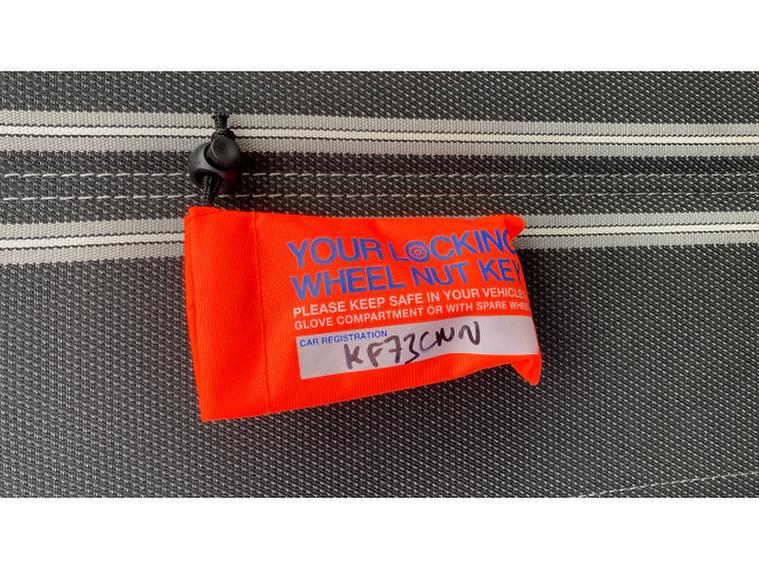 YOUR LOCKING
WHEEL NUT KEY
PLEASE KEEP SAFE IN YOUR VEHICLE
GLOVE COMPARTMENT OR WITH SPARE WHEE
CAR REGISTRATION
KF73CNN